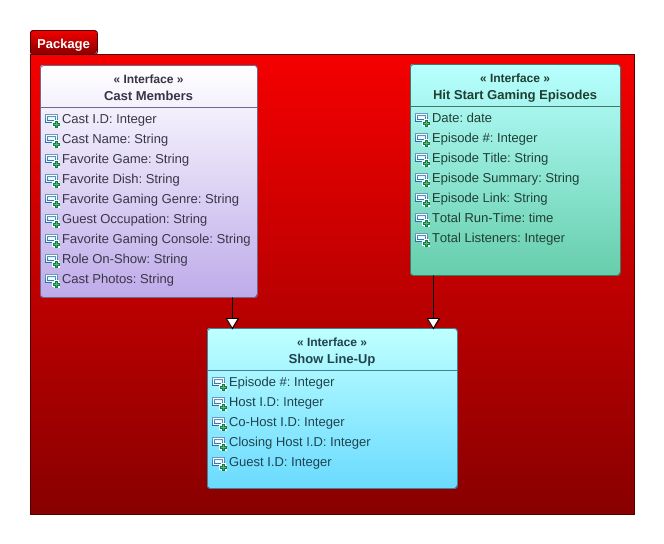 Package
« Interface »
Cast Members
Cast I.D: Integer
Cast Name: String
Favorite Game: String
Favorite Dish: String
Favorite Gaming Genre: String
Guest Occupation: String
Favorite Gaming Console: String
Role On-Show: String
Cast Photos: String
« Interface »
Hit Start Gaming Episodes
Date: date
Episode #: Integer
Episode Title: String
Episode Summary: String
Episode Link: String
Total Run-Time: time
Total Listeners: Integer
« Interface »
Show Line-Up
Episode #: Integer
Host I.D: Integer
Co-Host I.D: Integer
Closing Host I.D: Integer
Guest I.D: Integer